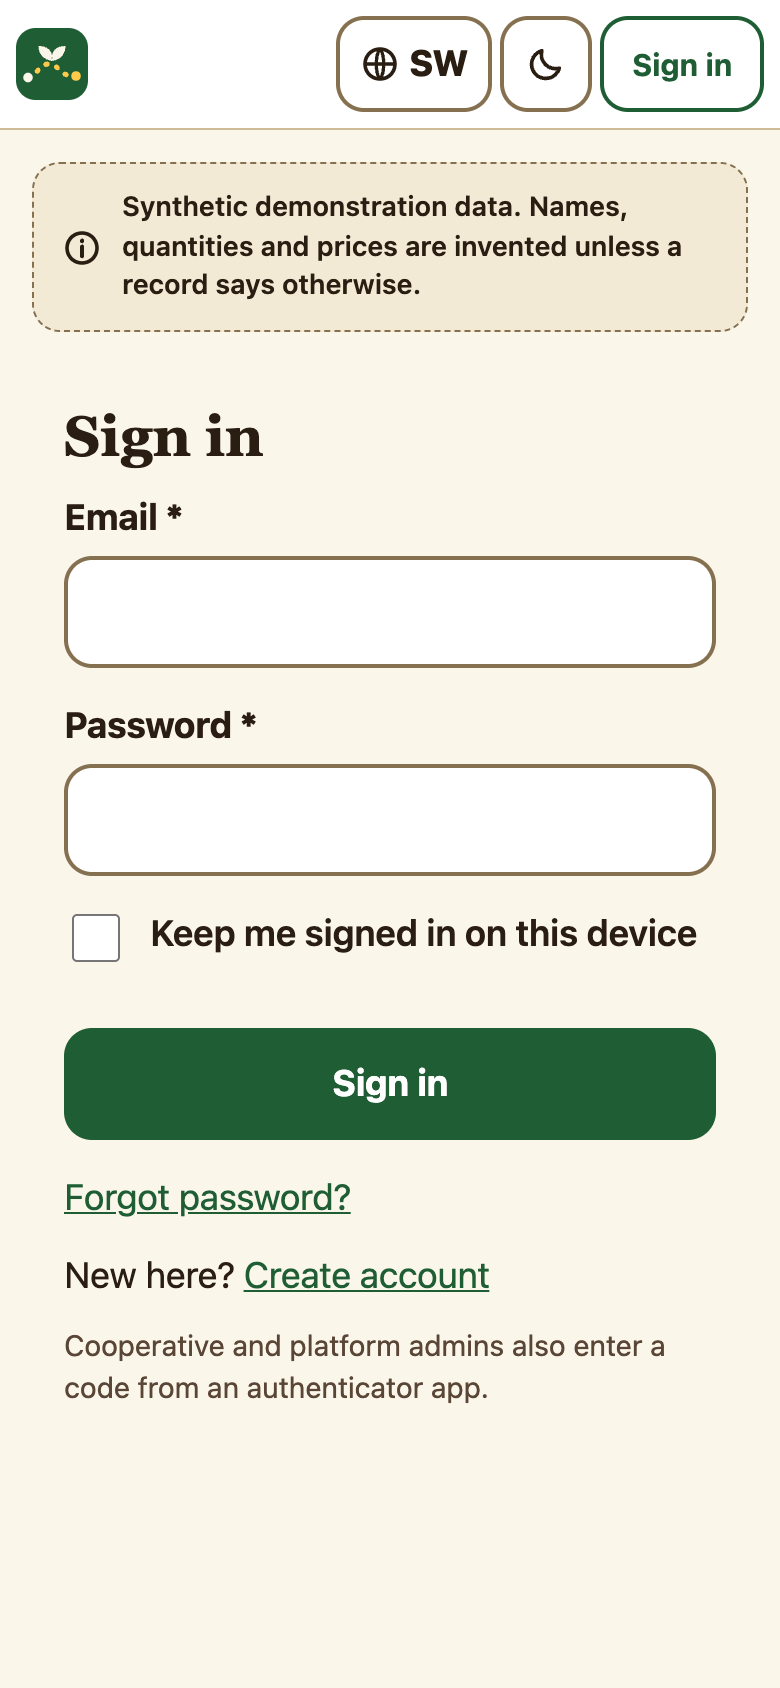 SW
Sign in
Synthetic demonstration data. Names,
quantities and prices are invented unless a
record says otherwise.
Sign in
Email *
Password *
Keep me signed in on this device
Sign in
Forgot password?
New here? Create account
Cooperative and platform admins also enter a
code from an authenticator app.